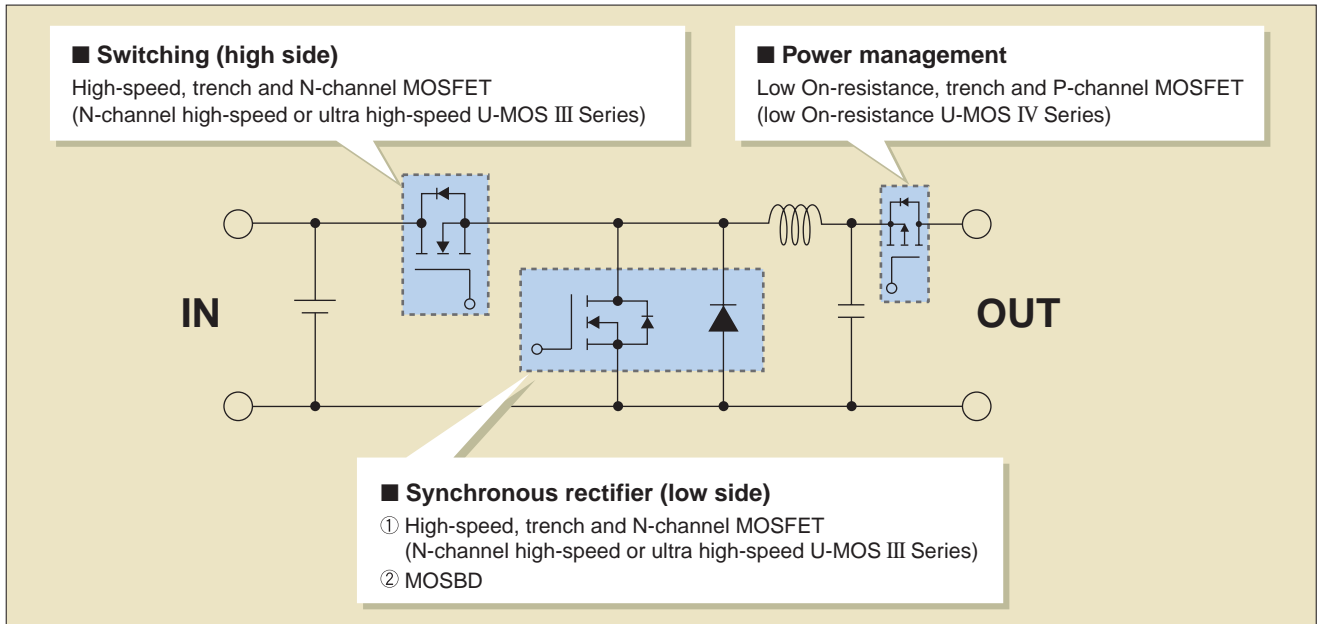 ■ Switching (high side)
High-speed, trench and N-channel MOSFET
(N-channel high-speed or ultra high-speed U-MOS III Series)
■ Power management
Low On-resistance, trench and P-channel MOSFET
(low On-resistance U-MOS IV Series)
IN
OUT
■ Synchronous rectifier (low side)
① High-speed, trench and N-channel MOSFET
(N-channel high-speed or ultra high-speed U-MOS III Series)
② MOSBD